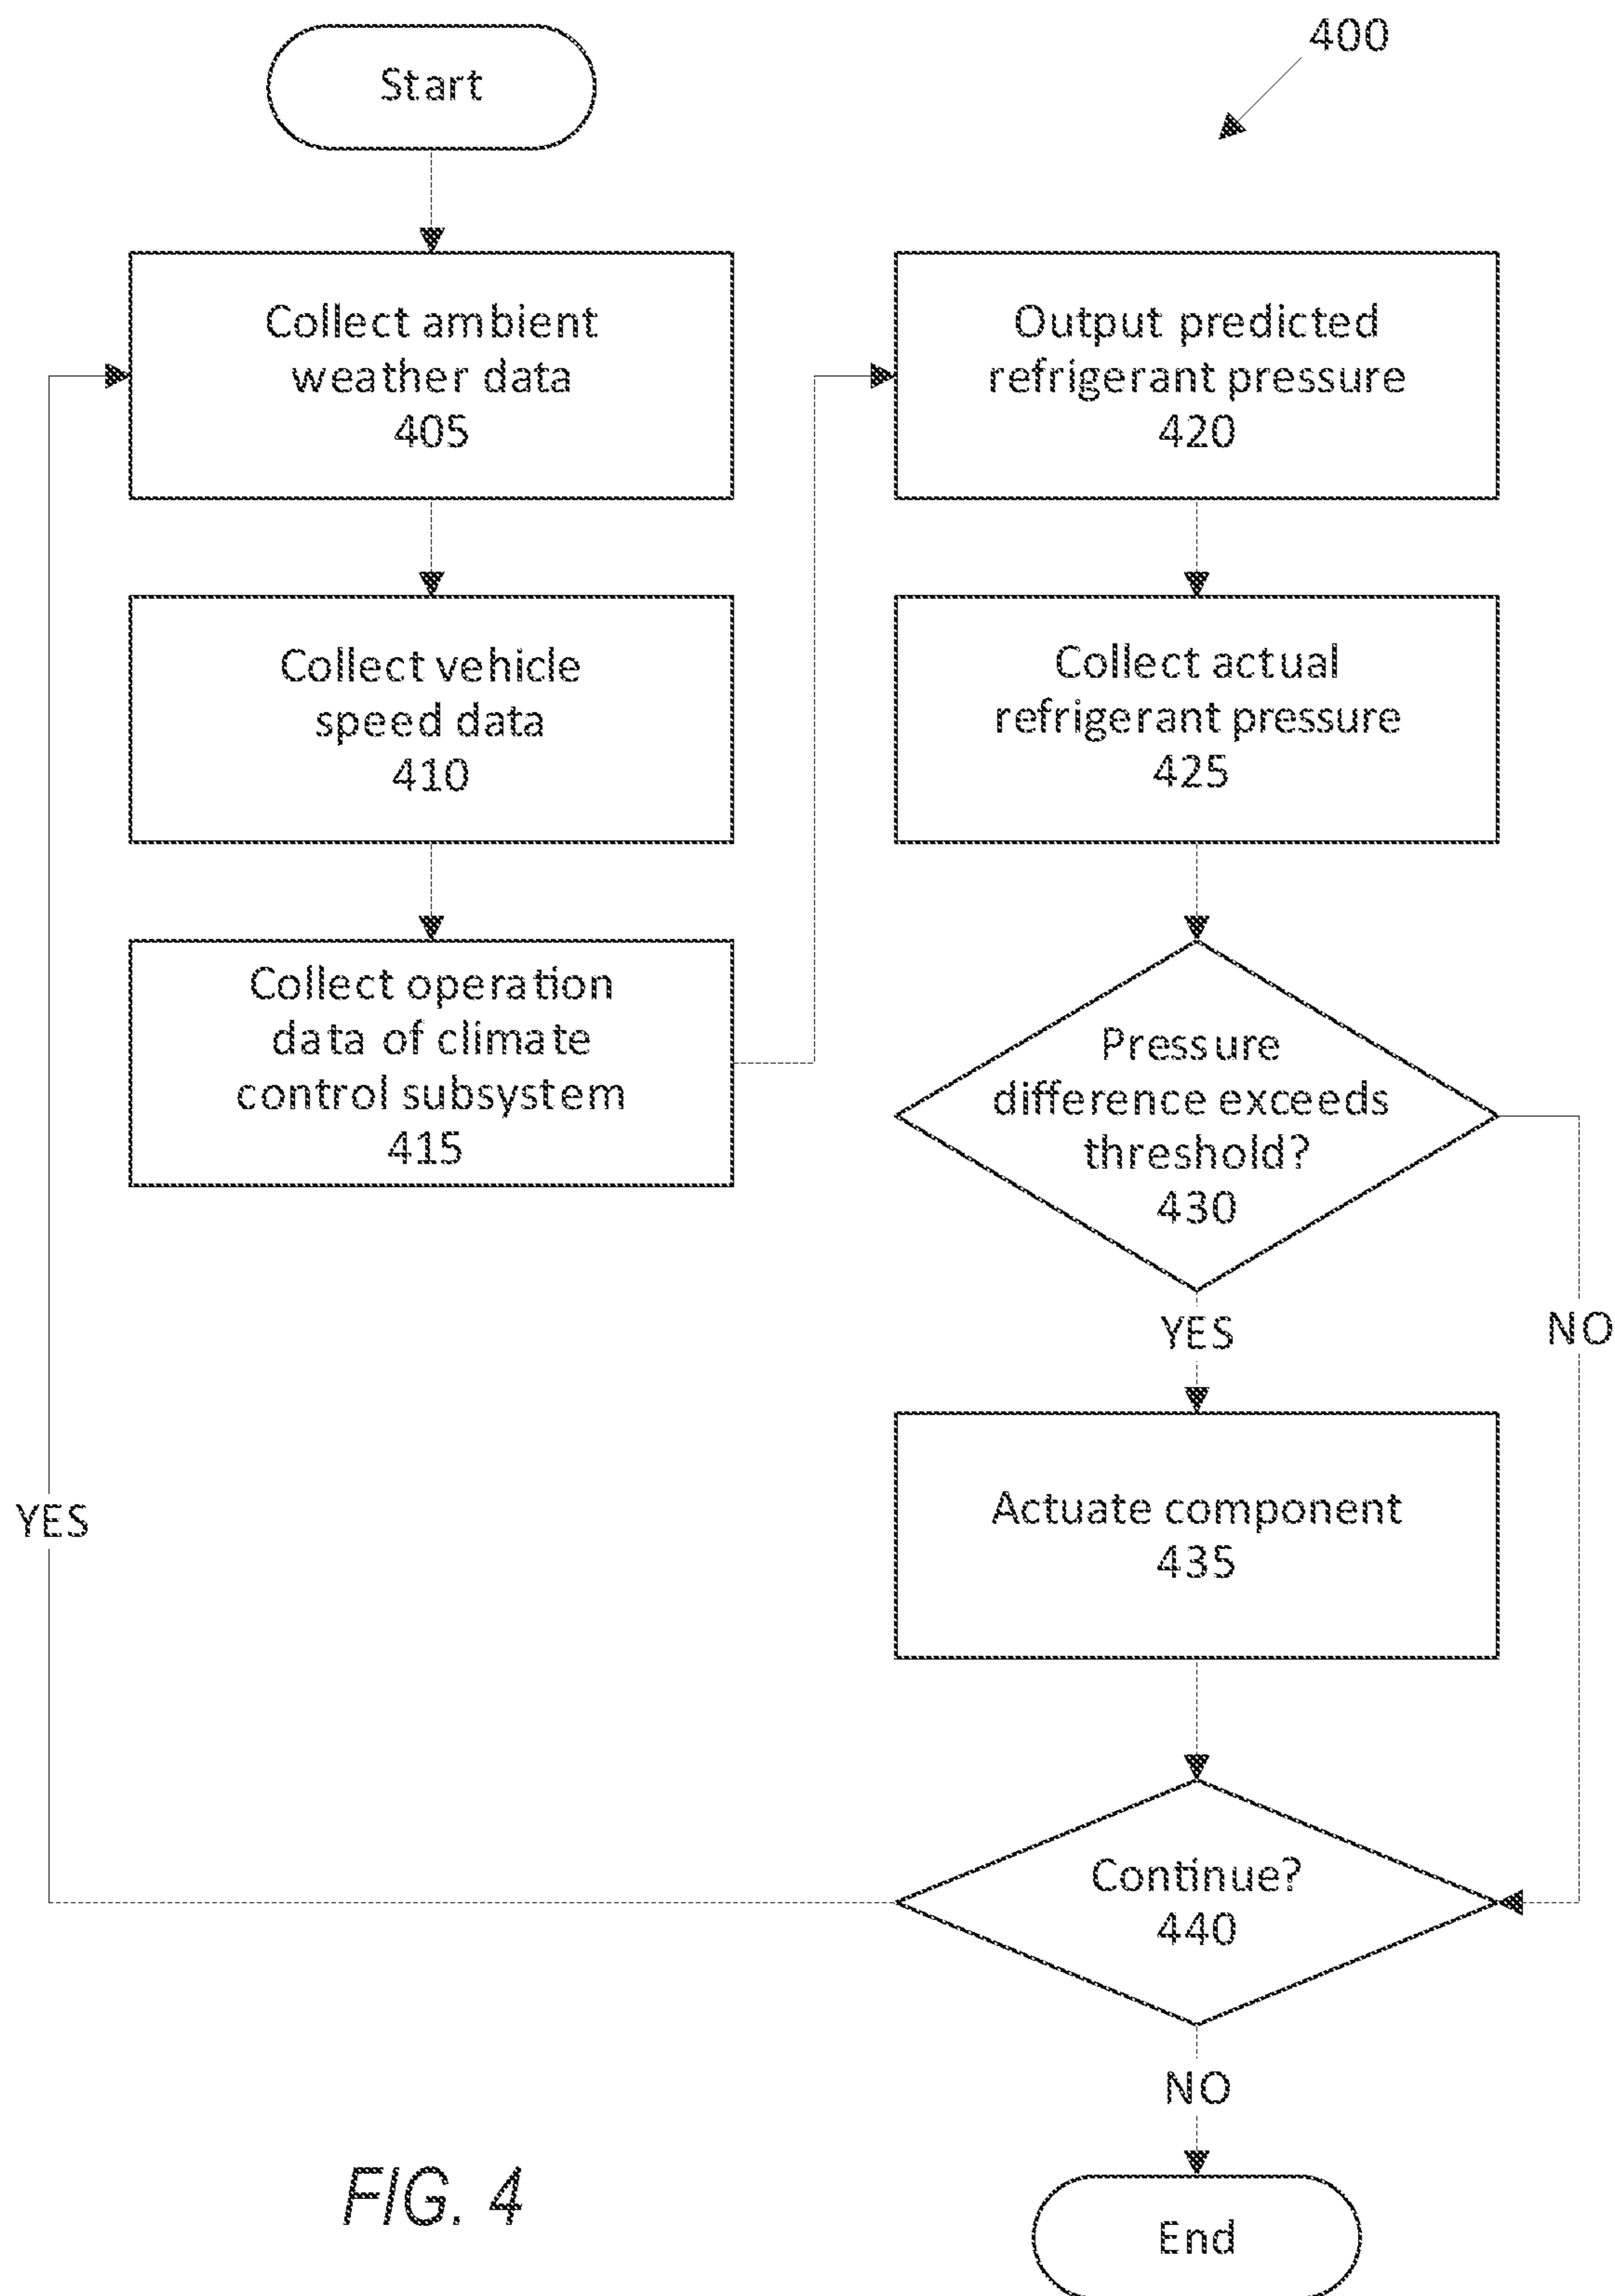 400
Start
Collect ambient
weather data
405
Collect vehicle
speed data
410
Collect operation
data of climate
control subsystem
415
Output predicted
refrigerant pressure
420
Collect actual
refrigerant pressure
425
Pressure
difference exceeds
threshold?
430
YES
NO
Actuate component
435
YES
Continue?
440
NO
End
FIG. 4